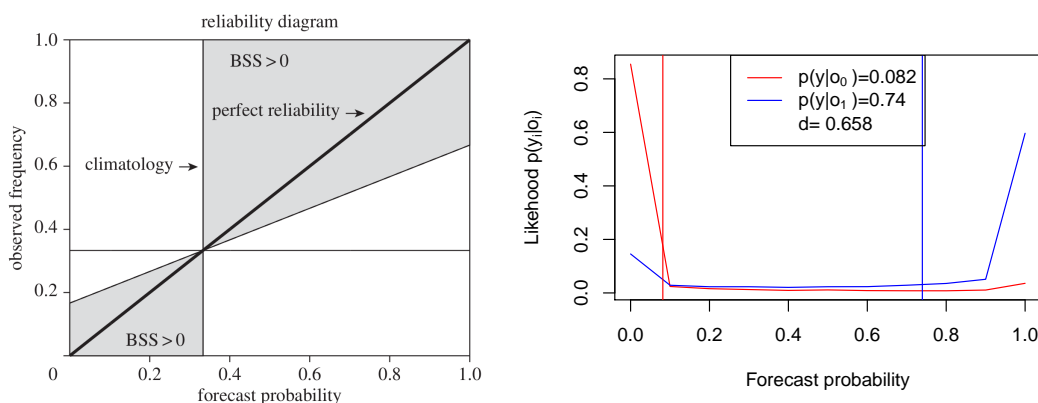 reliability diagram
1.0
0.8
0.6
0.4
0.2
0
0.2
0.4
0.6
0.8
1.0
observed frequency
forecast probability
BSS > 0
perfect reliability
climatology
BSS > 0
p(y|o₀)=0.082
p(y|o₁)=0.74
d= 0.658
Likehood p(yᵢ|oᵢ)
0.8
0.6
0.4
0.2
0.0
0.0
0.2
0.4
0.6
0.8
1.0
Forecast probability